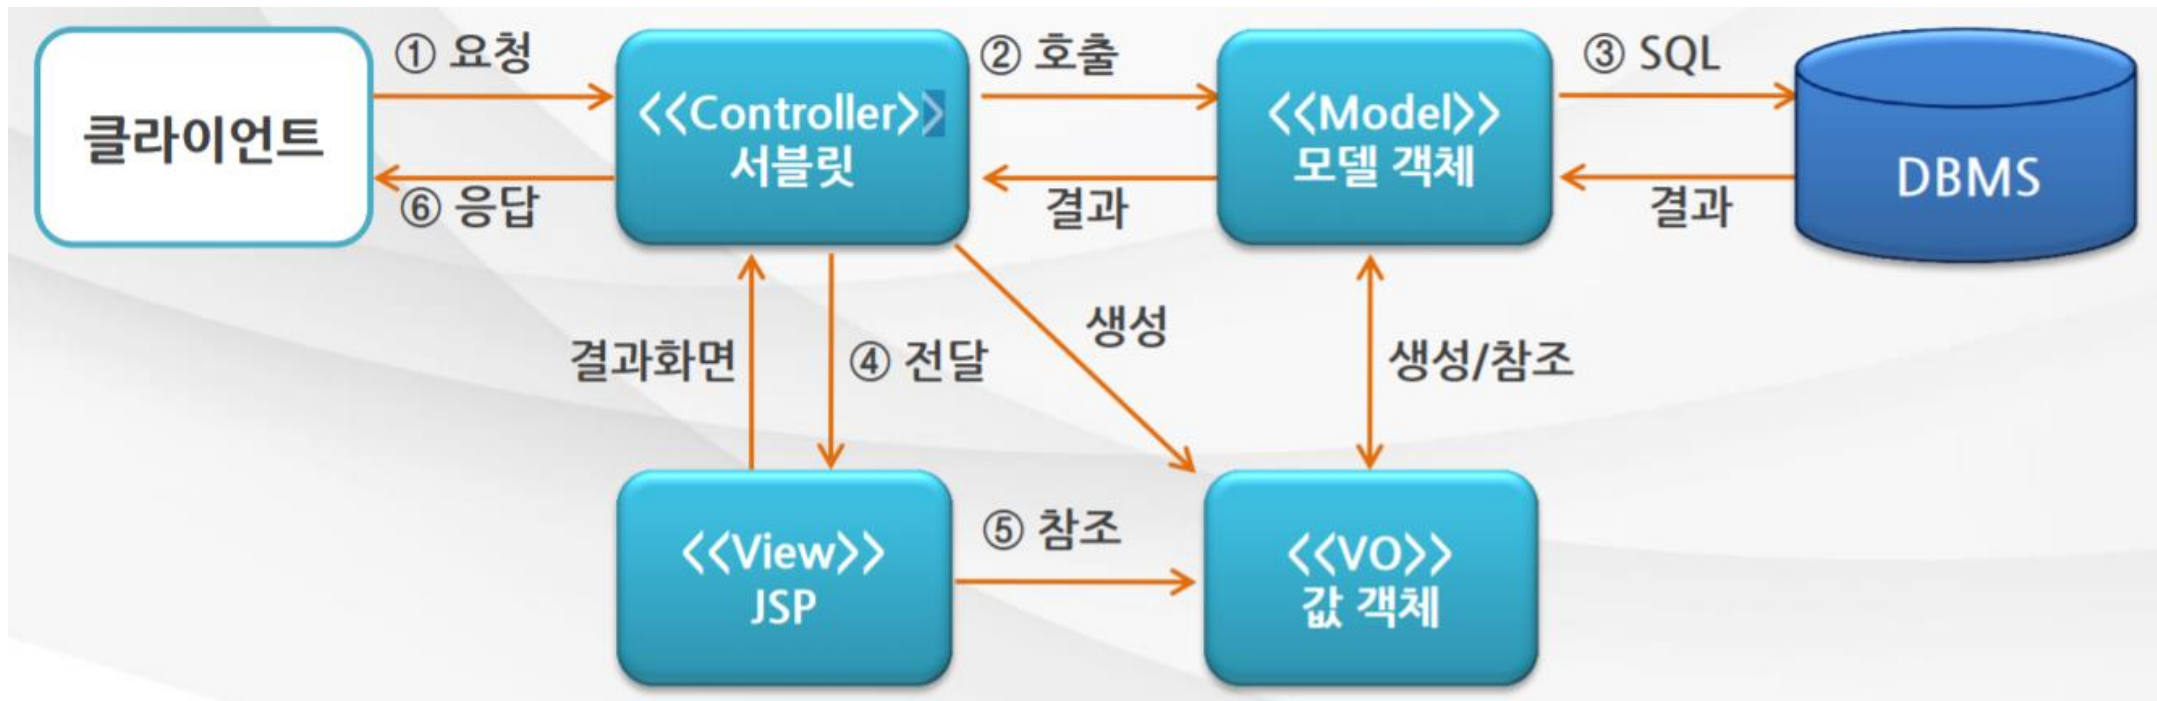 ① 요청
② 호출
③ SQL
클라이언트
<<Controller>>
서블릿
<<Model>>
모델 객체
DBMS
⑥ 응답
결과
결과
결과화면
④ 전달
생성
생성/참조
<<View>>
JSP
⑤ 참조
<<VO>>
값 객체